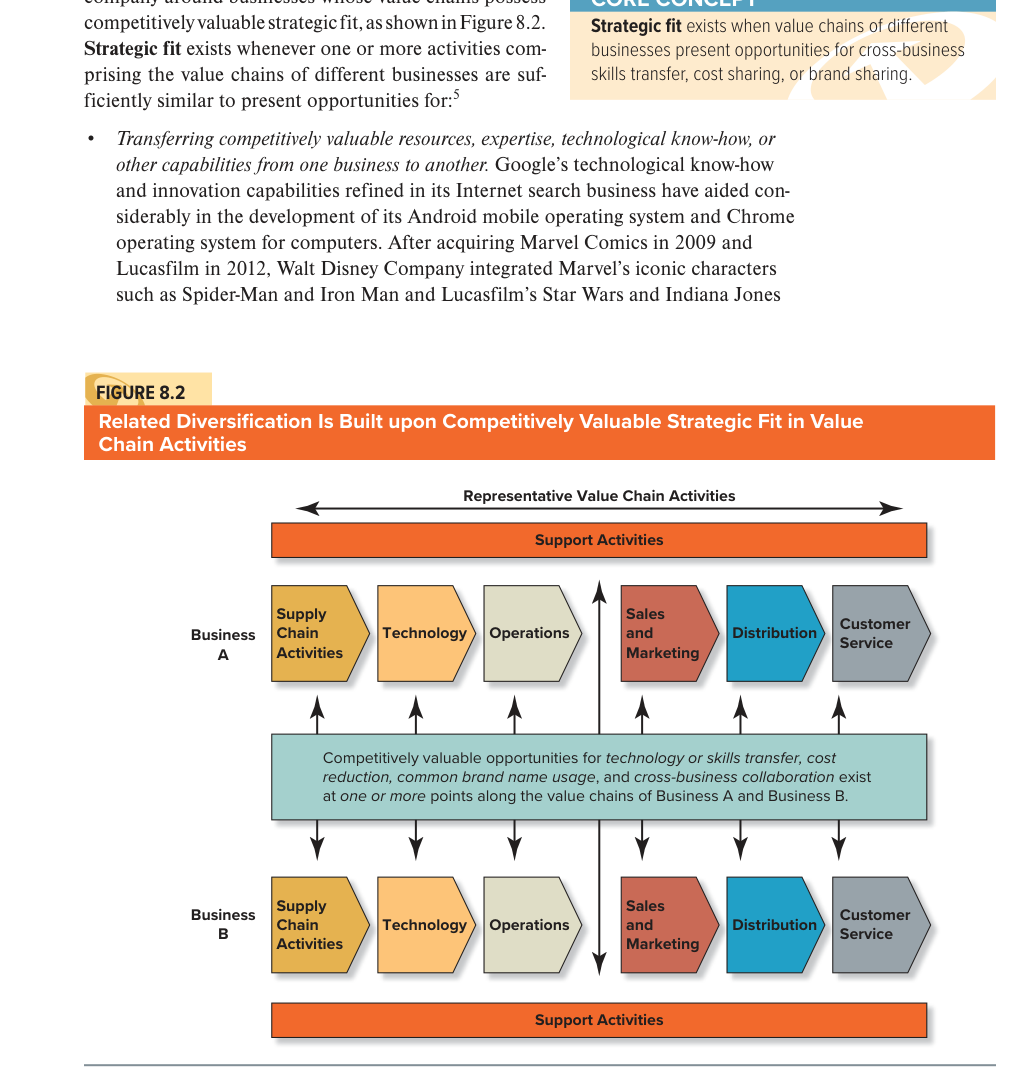 company around businesses whose value chains possess
competitively valuable strategic fit, as shown in Figure 8.2.
Strategic fit exists whenever one or more activities com-
prising the value chains of different businesses are suf-
ficiently similar to present opportunities for:5
CORE CONCEPT
Strategic fit exists when value chains of different
businesses present opportunities for cross-business
skills transfer, cost sharing, or brand sharing.
• Transferring competitively valuable resources, expertise, technological know-how, or
other capabilities from one business to another. Google’s technological know-how
and innovation capabilities refined in its Internet search business have aided con-
siderably in the development of its Android mobile operating system and Chrome
operating system for computers. After acquiring Marvel Comics in 2009 and
Lucasfilm in 2012, Walt Disney Company integrated Marvel’s iconic characters
such as Spider-Man and Iron Man and Lucasfilm’s Star Wars and Indiana Jones
FIGURE 8.2
Related Diversification Is Built upon Competitively Valuable Strategic Fit in Value
Chain Activities
Representative Value Chain Activities
Support Activities
Business
A
Supply
Chain
Activities
Technology
Operations
Sales
and
Marketing
Distribution
Customer
Service
Competitively valuable opportunities for technology or skills transfer, cost
reduction, common brand name usage, and cross-business collaboration exist
at one or more points along the value chains of Business A and Business B.
Business
B
Supply
Chain
Activities
Technology
Operations
Sales
and
Marketing
Distribution
Customer
Service
Support Activities